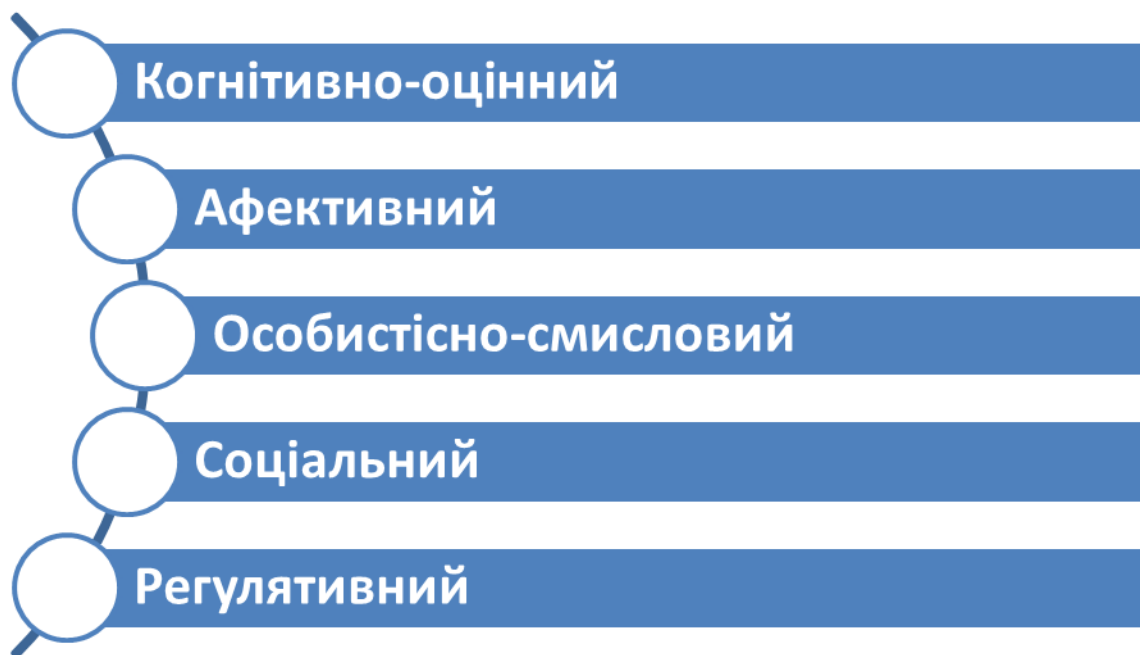 Когнітивно-оцінний
Афективний
Особистісно-смисловий
Соціальний
Регулятивний